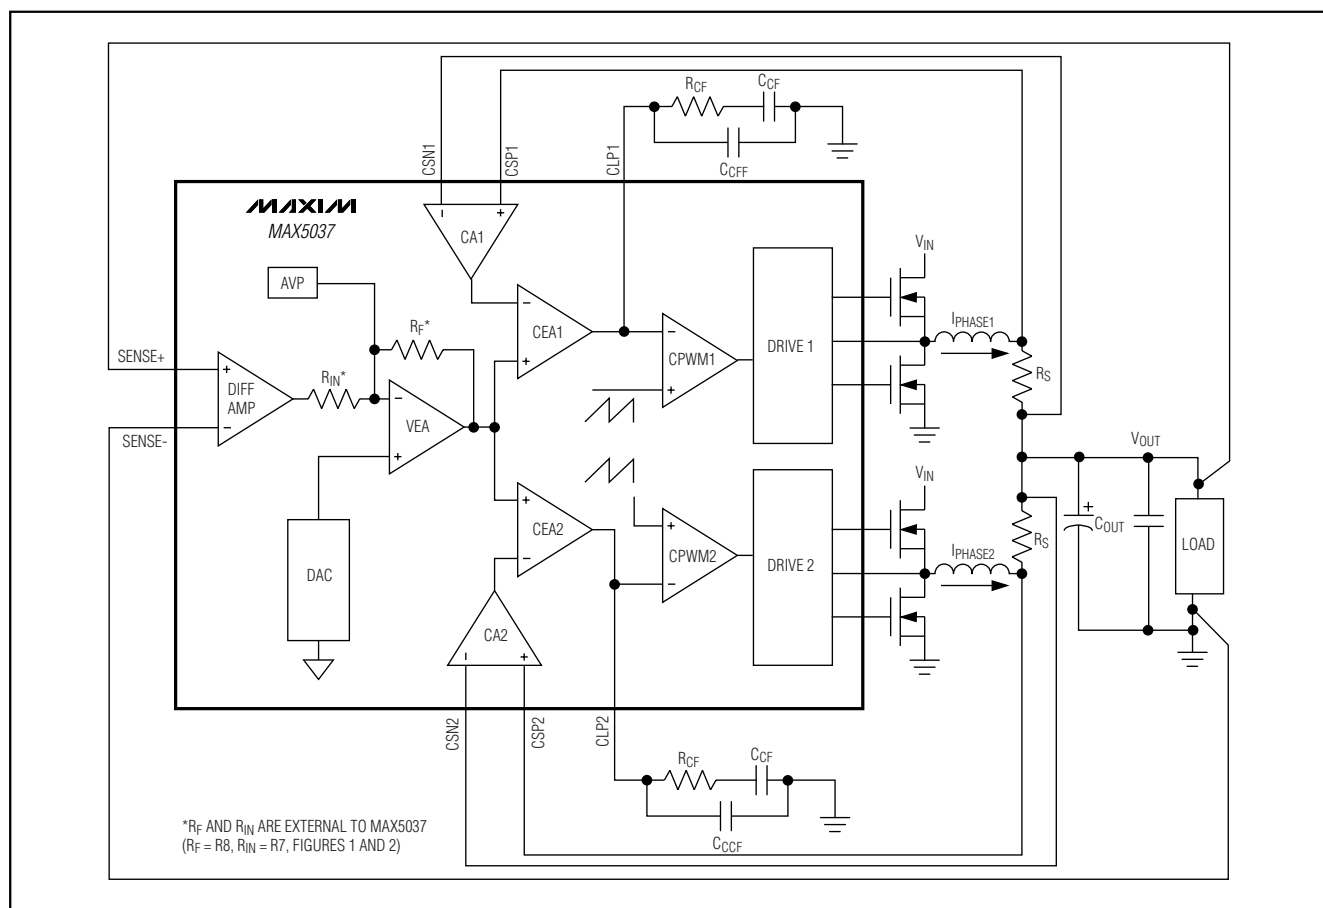 RCF
CCF
CCFF
CSN1
CSP1
CLP1
MAXIM
MAX5037
CA1
AVP
RF*
SENSE+
RIN*
DIFF
AMP
SENSE-
VEA
CEA1
CPWM1
DRIVE 1
VIN
IPHASE1
RS
VOUT
DAC
CEA2
CA2
CPWM2
DRIVE 2
VIN
IPHASE2
RS
COUT
LOAD
CSN2
CSP2
CLP2
RCF
CCF
CCCF
*RF AND RIN ARE EXTERNAL TO MAX5037
(RF = R8, RIN = R7, FIGURES 1 AND 2)